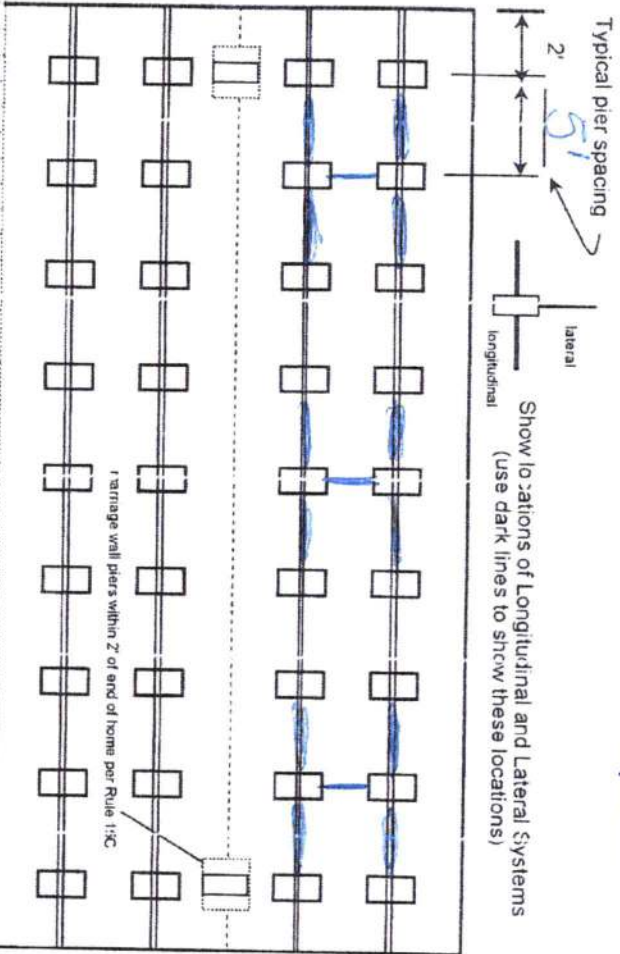 Typical pier spacing
2'
5'
lateral
longitudinal
Show locations of Longitudinal and Lateral Systems
(use dark lines to show these locations)
marriage wall piers within 2' of end of home per Rule 15C